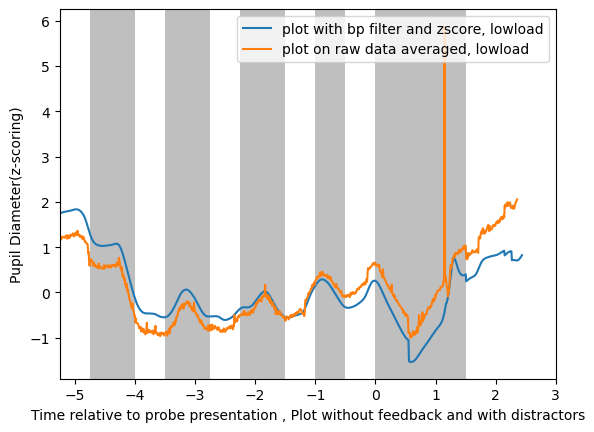 plot with bp filter and zscore, lowload
plot on raw data averaged, lowload
6
5
4
3
2
1
0
−1
Pupil Diameter(z-scoring)
−5 −4 −3 −2 −1 0 1 2 3
Time relative to probe presentation , Plot without feedback and with distractors